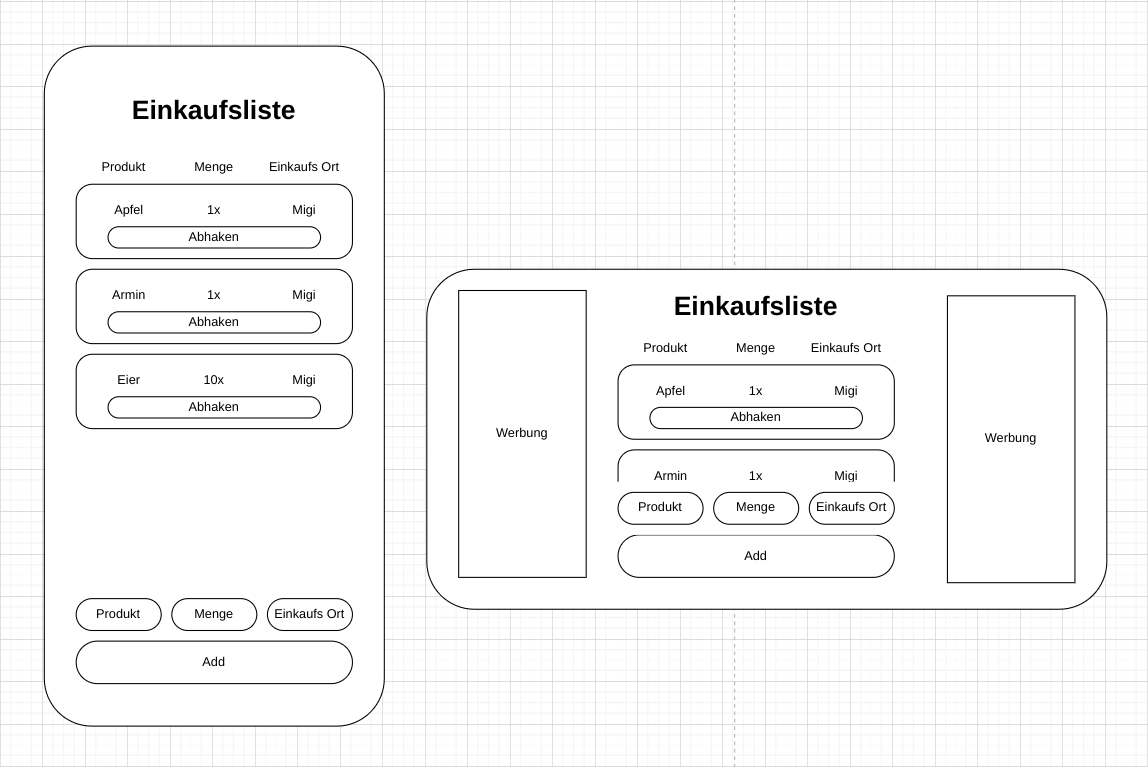 Einkaufsliste
Produkt Menge Einkaufs Ort
Apfel 1x Migi
Abhaken
Armin 1x Migi
Abhaken
Eier 10x Migi
Abhaken
Produkt Menge Einkaufs Ort
Add
Werbung
Einkaufsliste
Produkt Menge Einkaufs Ort
Apfel 1x Migi
Abhaken
Armin 1x Migi
Produkt Menge Einkaufs Ort
Add
Werbung